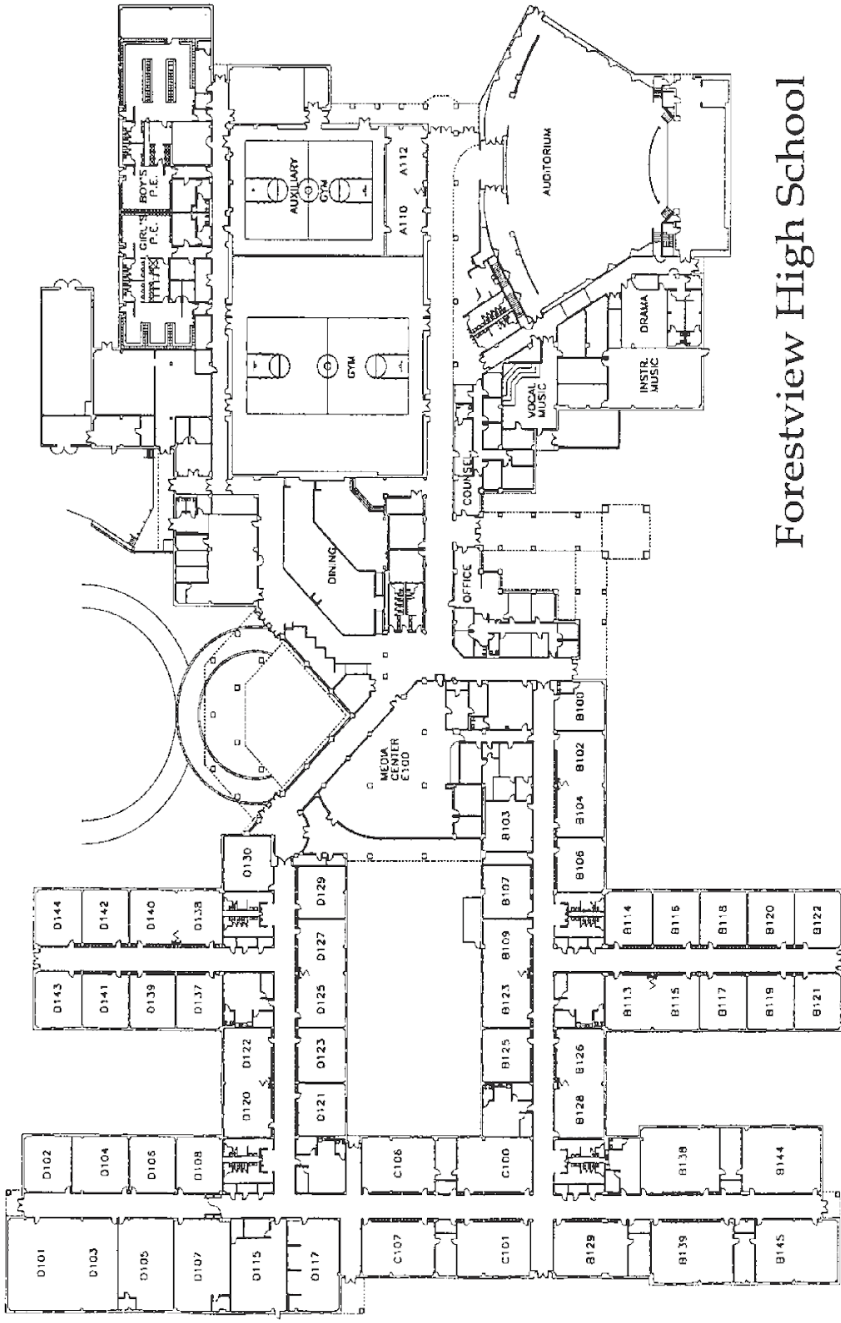 Forestview High School
BOY'S
P.E.
GIRL'S
P.E.
AUXILIARY
GYM
A112
A110
GYM
AUDITORIUM
DRAMA
INSTR.
MUSIC
VOCAL
MUSIC
COUNSEL
OFFICE
DINING
MEDIA
CENTER
E100
B100
B102
B104
B103
B106
B107
B109
B123
B125
B114
B116
B118
B120
B122
B113
B115
B117
B119
B121
B126
B128
B138
B144
B129
B139
B145
C106
C100
C107
C101
D130
D129
D127
D125
D123
D121
D144
D142
D140
D138
D143
D141
D139
D137
D122
D120
D102
D104
D106
D108
D101
D103
D105
D107
D115
D117